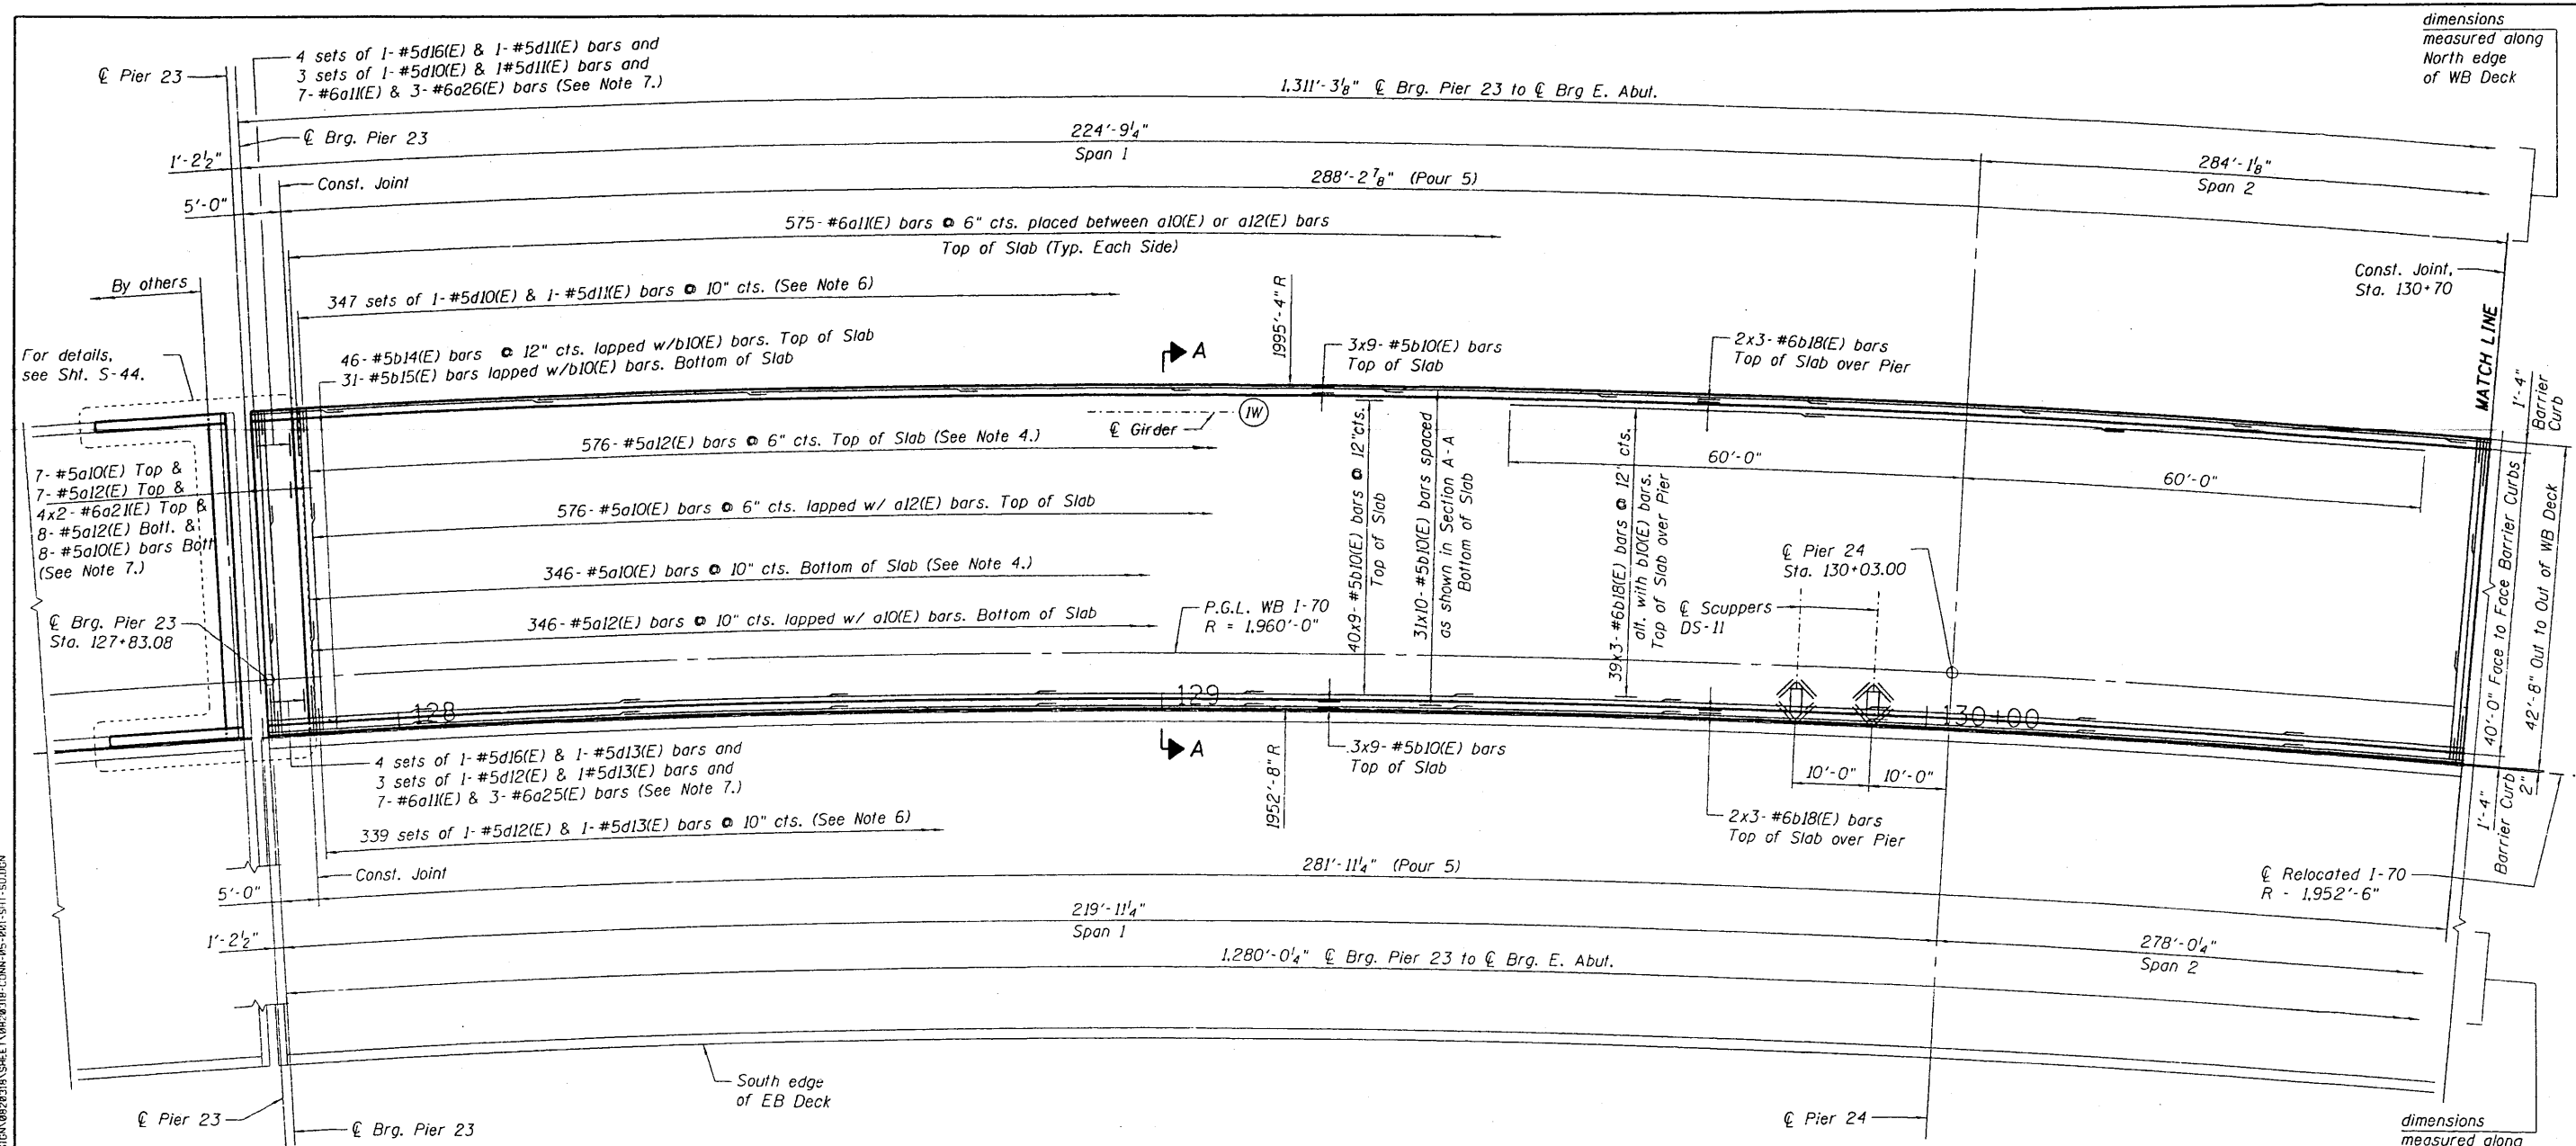 dimensions
measured along
North edge
of WB Deck
4 sets of 1-#5d16(E) & 1-#5d11(E) bars and
3 sets of 1-#5d10(E) & 1#5d11(E) bars and
7-#6a11(E) & 3-#6a26(E) bars (See Note 7.)
℄ Pier 23
1,311'-3⅛" ℄ Brg. Pier 23 to ℄ Brg E. Abut.
℄ Brg. Pier 23
224'-9¼"
Span 1
1'-2½"
284'-1⅛"
Span 2
Const. Joint
288'-2⅞" (Pour 5)
5'-0"
575-#6a11(E) bars @ 6" cts. placed between a10(E) or a12(E) bars
Top of Slab (Typ. Each Side)
Const. Joint,
Sta. 130+70
By others
347 sets of 1-#5d10(E) & 1-#5d11(E) bars @ 10" cts. (See Note 6)
1995'-4" R
MATCH LINE
For details,
see Sht. S-44.
46-#5b14(E) bars @ 12" cts. lapped w/b10(E) bars. Top of Slab
31-#5b15(E) bars lapped w/b10(E) bars. Bottom of Slab
A
3x9-#5b10(E) bars
Top of Slab
2x3-#6b18(E) bars
Top of Slab over Pier
1'-4"
Barrier
Curb
℄ Girder
1W
576-#5a12(E) bars @ 6" cts. Top of Slab (See Note 4.)
60'-0"
60'-0"
7-#5a10(E) Top &
7-#5a12(E) Top &
4x2-#6a21(E) Top &
8-#5a12(E) Bott. &
8-#5a10(E) bars Bott
(See Note 7.)
576-#5a10(E) bars @ 6" cts. lapped w/ a12(E) bars. Top of Slab
40x9-#5b10(E) bars @ 12"cts.
Top of Slab
31x10-#5b10(E) bars spaced
as shown in Section A-A
Bottom of Slab
39x3-#6b18(E) bars @ 12" cts.
alt. with b10(E) bars.
Top of Slab over Pier
40'-0" Face to Face Barrier Curbs
42'-8" Out to Out of WB Deck
346-#5a10(E) bars @ 10" cts. Bottom of Slab (See Note 4.)
℄ Pier 24
Sta. 130+03.00
℄ Brg. Pier 23
Sta. 127+83.08
346-#5a12(E) bars @ 10" cts. lapped w/ a10(E) bars. Bottom of Slab
P.G.L. WB I-70
R = 1,960'-0"
℄ Scuppers
DS-11
128
129
130+00
4 sets of 1-#5d16(E) & 1-#5d13(E) bars and
3 sets of 1-#5d12(E) & 1#5d13(E) bars and
7-#6a11(E) & 3-#6a25(E) bars (See Note 7.)
A
3x9-#5b10(E) bars
Top of Slab
10'-0"
10'-0"
2"
1'-4"
Barrier Curb
1952'-8" R
2x3-#6b18(E) bars
Top of Slab over Pier
339 sets of 1-#5d12(E) & 1-#5d13(E) bars @ 10" cts. (See Note 6)
Const. Joint
281'-11¼" (Pour 5)
5'-0"
℄ Relocated I-70
R - 1,952'-6"
219'-11¼"
Span 1
1'-2½"
278'-0¼"
Span 2
1,280'-0¼" ℄ Brg. Pier 23 to ℄ Brg. E. Abut.
South edge
of EB Deck
℄ Pier 23
℄ Brg. Pier 23
℄ Pier 24
dimensions
measured along